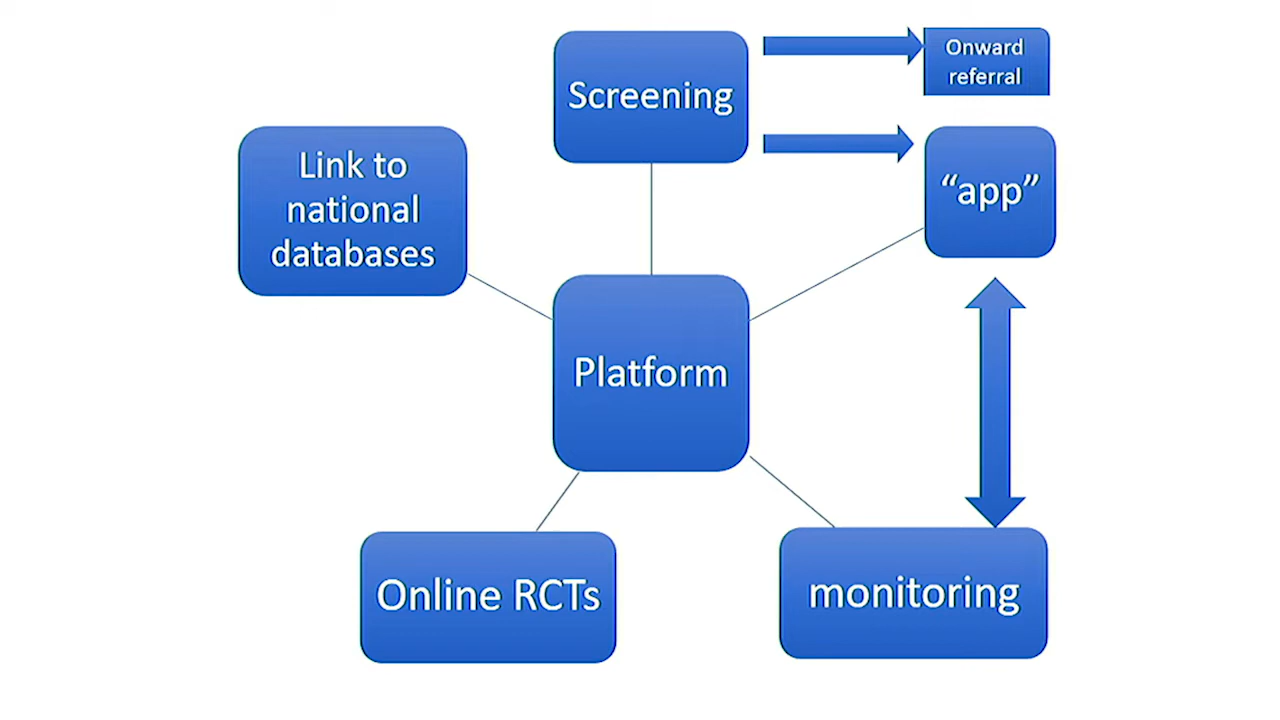 Screening
Onward
referral
Link to
national
databases
“app”
Platform
Online RCTs
monitoring